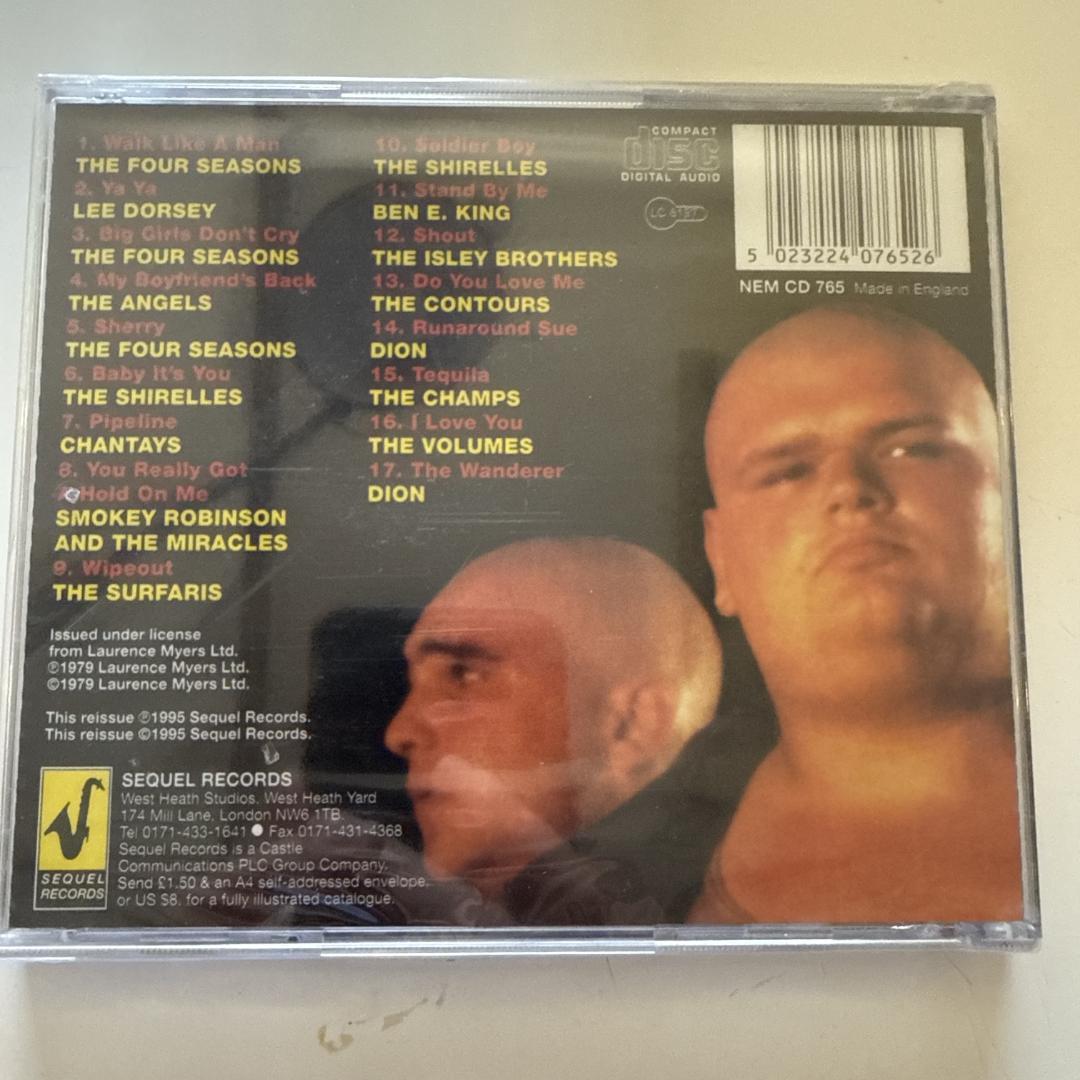 1. Walk Like A Man
THE FOUR SEASONS
2. Ya Ya
LEE DORSEY
3. Big Girls Don't Cry
THE FOUR SEASONS
4. My Boyfriend's Back
THE ANGELS
5. Sherry
THE FOUR SEASONS
6. Baby It's You
THE SHIRELLES
7. Pipeline
CHANTAYS
8. You Really Got
Hold On Me
SMOKEY ROBINSON
AND THE MIRACLES
9. Wipeout
THE SURFARIS
10. Soldier Boy
THE SHIRELLES
11. Stand By Me
BEN E. KING
12. Shout
THE ISLEY BROTHERS
13. Do You Love Me
THE CONTOURS
14. Runaround Sue
DION
15. Tequila
THE CHAMPS
16. I Love You
THE VOLUMES
17. The Wanderer
DION
COMPACT
disc
DIGITAL AUDIO
LC 6197
5 023224 076526
NEM CD 765 Made in England
Issued under license
from Laurence Myers Ltd.
℗1979 Laurence Myers Ltd.
©1979 Laurence Myers Ltd.
This reissue ℗1995 Sequel Records.
This reissue ©1995 Sequel Records.
SEQUEL
RECORDS
SEQUEL RECORDS
West Heath Studios. West Heath Yard
174 Mill Lane, London NW6 1TB.
Tel 0171-433-1641 ● Fax 0171-431-4368
Sequel Records is a Castle
Communications PLC Group Company.
Send £1.50 & an A4 self-addressed envelope.
or US $8. for a fully illustrated catalogue.